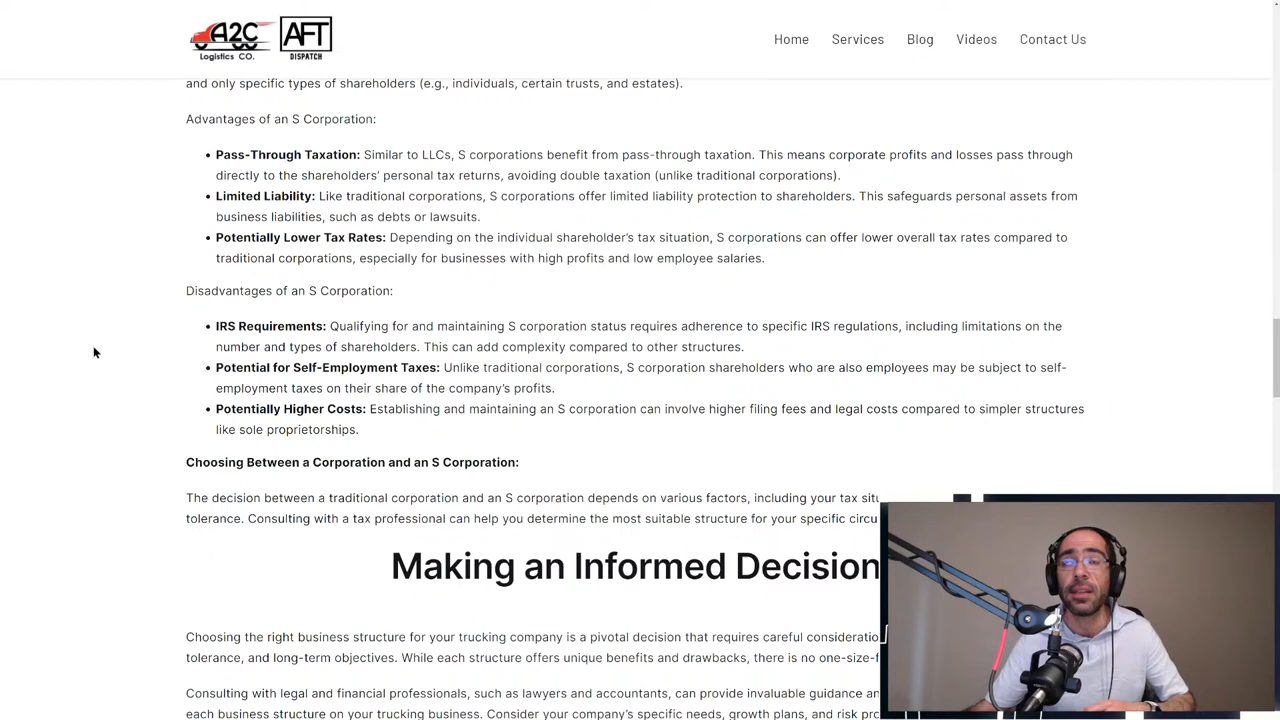 A2C
Logistics CO.
AFT
DISPATCH
Home
Services
Blog
Videos
Contact Us
and only specific types of shareholders (e.g., individuals, certain trusts, and estates).
Advantages of an S Corporation:
• Pass-Through Taxation: Similar to LLCs, S corporations benefit from pass-through taxation. This means corporate profits and losses pass through
directly to the shareholders' personal tax returns, avoiding double taxation (unlike traditional corporations).
• Limited Liability: Like traditional corporations, S corporations offer limited liability protection to shareholders. This safeguards personal assets from
business liabilities, such as debts or lawsuits.
• Potentially Lower Tax Rates: Depending on the individual shareholder's tax situation, S corporations can offer lower overall tax rates compared to
traditional corporations, especially for businesses with high profits and low employee salaries.
Disadvantages of an S Corporation:
• IRS Requirements: Qualifying for and maintaining S corporation status requires adherence to specific IRS regulations, including limitations on the
number and types of shareholders. This can add complexity compared to other structures.
• Potential for Self-Employment Taxes: Unlike traditional corporations, S corporation shareholders who are also employees may be subject to self-
employment taxes on their share of the company's profits.
• Potentially Higher Costs: Establishing and maintaining an S corporation can involve higher filing fees and legal costs compared to simpler structures
like sole proprietorships.
Choosing Between a Corporation and an S Corporation:
The decision between a traditional corporation and an S corporation depends on various factors, including your tax
tolerance. Consulting with a tax professional can help you determine the most suitable structure for your specific
Making an Informed Decision
Choosing the right business structure for your trucking company is a pivotal decision that requires careful
tolerance, and long-term objectives. While each structure offers unique benefits and drawbacks, there is no
Consulting with legal and financial professionals, such as lawyers and accountants, can provide invaluable guidance
each business structure on your trucking business. Consider your company's specific needs, growth plans, and risk